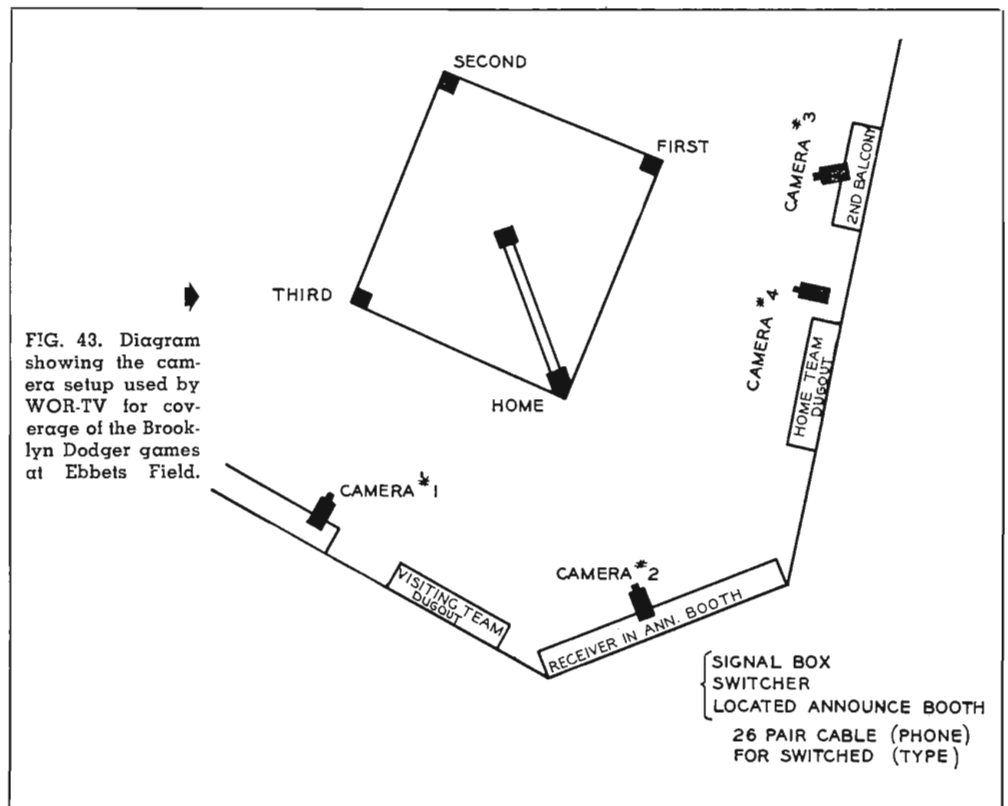 SECOND
FIRST
CAMERA #3
2ND BALCONY
THIRD
CAMERA #4
FIG. 43. Diagram
showing the cam-
era setup used by
WOR-TV for cov-
erage of the Brook-
lyn Dodger games
at Ebbets Field.
HOME TEAM
DUGOUT
HOME
CAMERA #1
VISITING TEAM
DUGOUT
CAMERA #2
RECEIVER IN ANN. BOOTH
SIGNAL BOX
SWITCHER
LOCATED ANNOUNCE BOOTH
26 PAIR CABLE (PHONE)
FOR SWITCHED (TYPE)